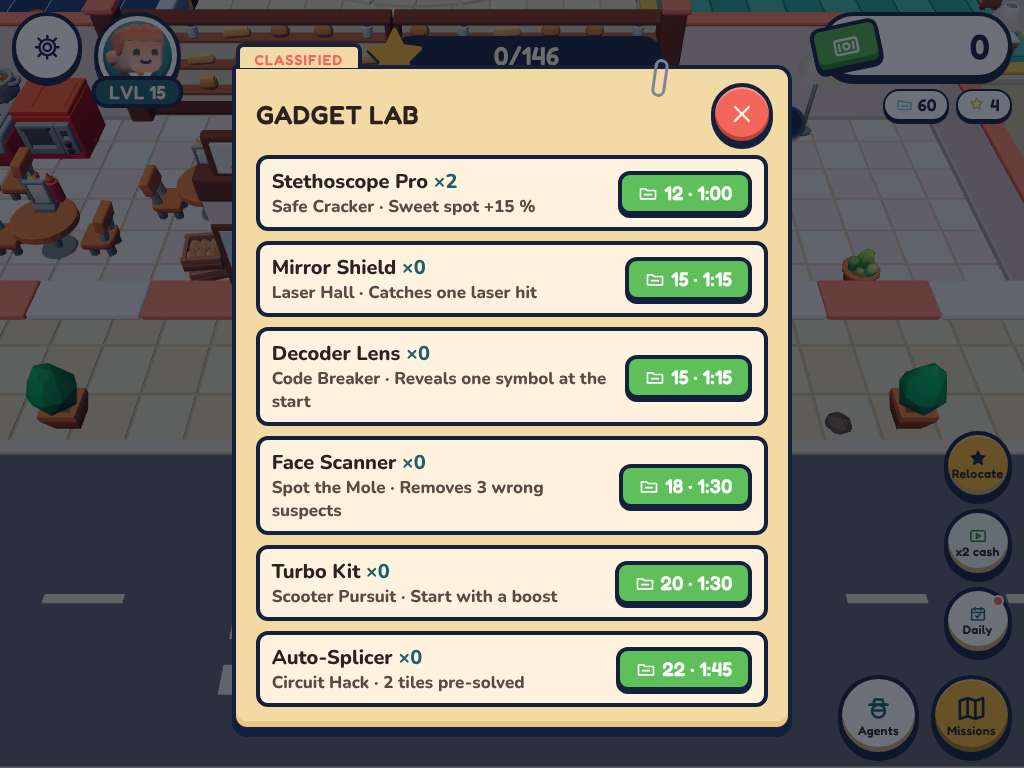 0/146
0
LVL 15
60
4
CLASSIFIED
GADGET LAB
Stethoscope Pro ×2
Safe Cracker · Sweet spot +15 %
12 · 1:00
Mirror Shield ×0
Laser Hall · Catches one laser hit
15 · 1:15
Decoder Lens ×0
Code Breaker · Reveals one symbol at the
start
15 · 1:15
Face Scanner ×0
Spot the Mole · Removes 3 wrong
suspects
18 · 1:30
Turbo Kit ×0
Scooter Pursuit · Start with a boost
20 · 1:30
Auto-Splicer ×0
Circuit Hack · 2 tiles pre-solved
22 · 1:45
Relocate
x2 cash
Daily
Agents
Missions